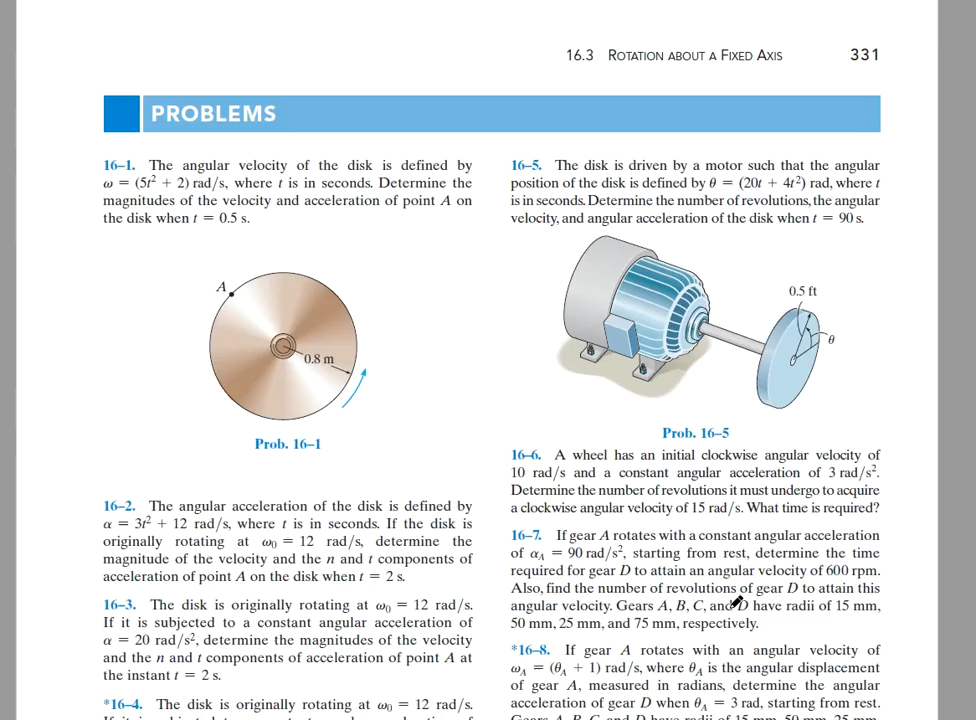 16.3 ROTATION ABOUT A FIXED AXIS 331
PROBLEMS
16–1. The angular velocity of the disk is defined by
ω = (5t² + 2) rad/s, where t is in seconds. Determine the
magnitudes of the velocity and acceleration of point A on
the disk when t = 0.5 s.
A
0.8 m
Prob. 16–1
16–2. The angular acceleration of the disk is defined by
α = 3t² + 12 rad/s, where t is in seconds. If the disk is
originally rotating at ω₀ = 12 rad/s, determine the
magnitude of the velocity and the n and t components of
acceleration of point A on the disk when t = 2 s.
16–3. The disk is originally rotating at ω₀ = 12 rad/s.
If it is subjected to a constant angular acceleration of
α = 20 rad/s², determine the magnitudes of the velocity
and the n and t components of acceleration of point A at
the instant t = 2 s.
*16–4. The disk is originally rotating at ω₀ = 12 rad/s.
16–5. The disk is driven by a motor such that the angular
position of the disk is defined by θ = (20t + 4t²) rad, where t
is in seconds. Determine the number of revolutions, the angular
velocity, and angular acceleration of the disk when t = 90 s.
0.5 ft
θ
Prob. 16–5
16–6. A wheel has an initial clockwise angular velocity of
10 rad/s and a constant angular acceleration of 3 rad/s².
Determine the number of revolutions it must undergo to acquire
a clockwise angular velocity of 15 rad/s. What time is required?
16–7. If gear A rotates with a constant angular acceleration
of αA = 90 rad/s², starting from rest, determine the time
required for gear D to attain an angular velocity of 600 rpm.
Also, find the number of revolutions of gear D to attain this
angular velocity. Gears A, B, C, and D have radii of 15 mm,
50 mm, 25 mm, and 75 mm, respectively.
*16–8. If gear A rotates with an angular velocity of
ωA = (θA + 1) rad/s, where θA is the angular displacement
of gear A, measured in radians, determine the angular
acceleration of gear D when θA = 3 rad, starting from rest.
Gears A, B, C, and D have radii of 15 mm, 50 mm, 25 mm,